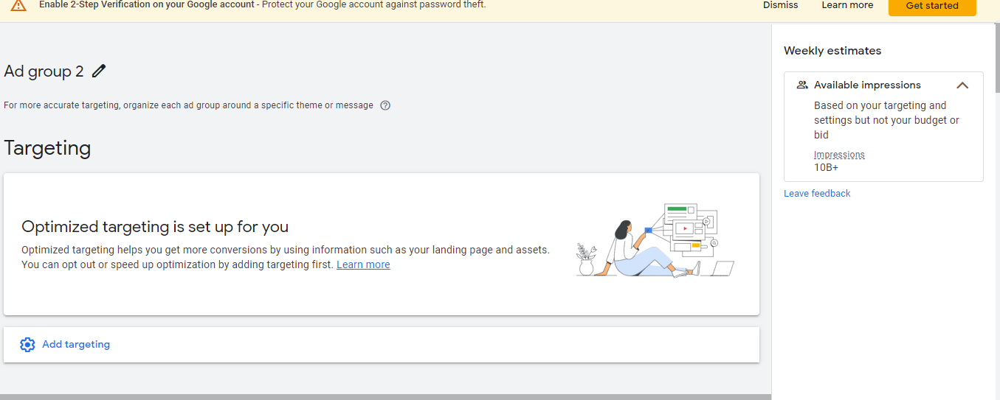 Enable 2-Step Verification on your Google account - Protect your Google account against password theft.
Dismiss
Learn more
Get started
Ad group 2
For more accurate targeting, organize each ad group around a specific theme or message
Targeting
Optimized targeting is set up for you
Optimized targeting helps you get more conversions by using information such as your landing page and assets.
You can opt out or speed up optimization by adding targeting first. Learn more
Add targeting
Weekly estimates
Available impressions
Based on your targeting and
settings but not your budget or
bid
Impressions
10B+
Leave feedback